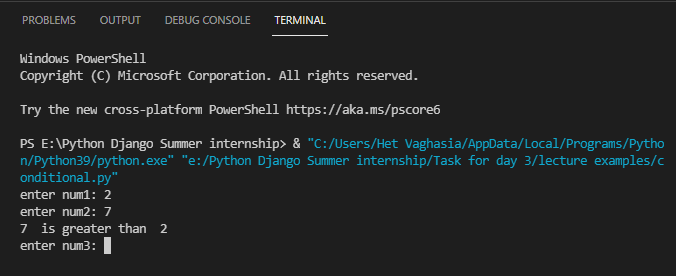 PROBLEMS OUTPUT DEBUG CONSOLE TERMINAL
Windows PowerShell
Copyright (C) Microsoft Corporation. All rights reserved.
Try the new cross-platform PowerShell https://aka.ms/pscore6
PS E:\Python Django Summer internship> & "C:/Users/Het Vaghasia/AppData/Local/Programs/Pytho
n/Python39/python.exe" "e:/Python Django Summer internship/Task for day 3/lecture examples/c
onditional.py"
enter num1: 2
enter num2: 7
7  is greater than  2
enter num3: